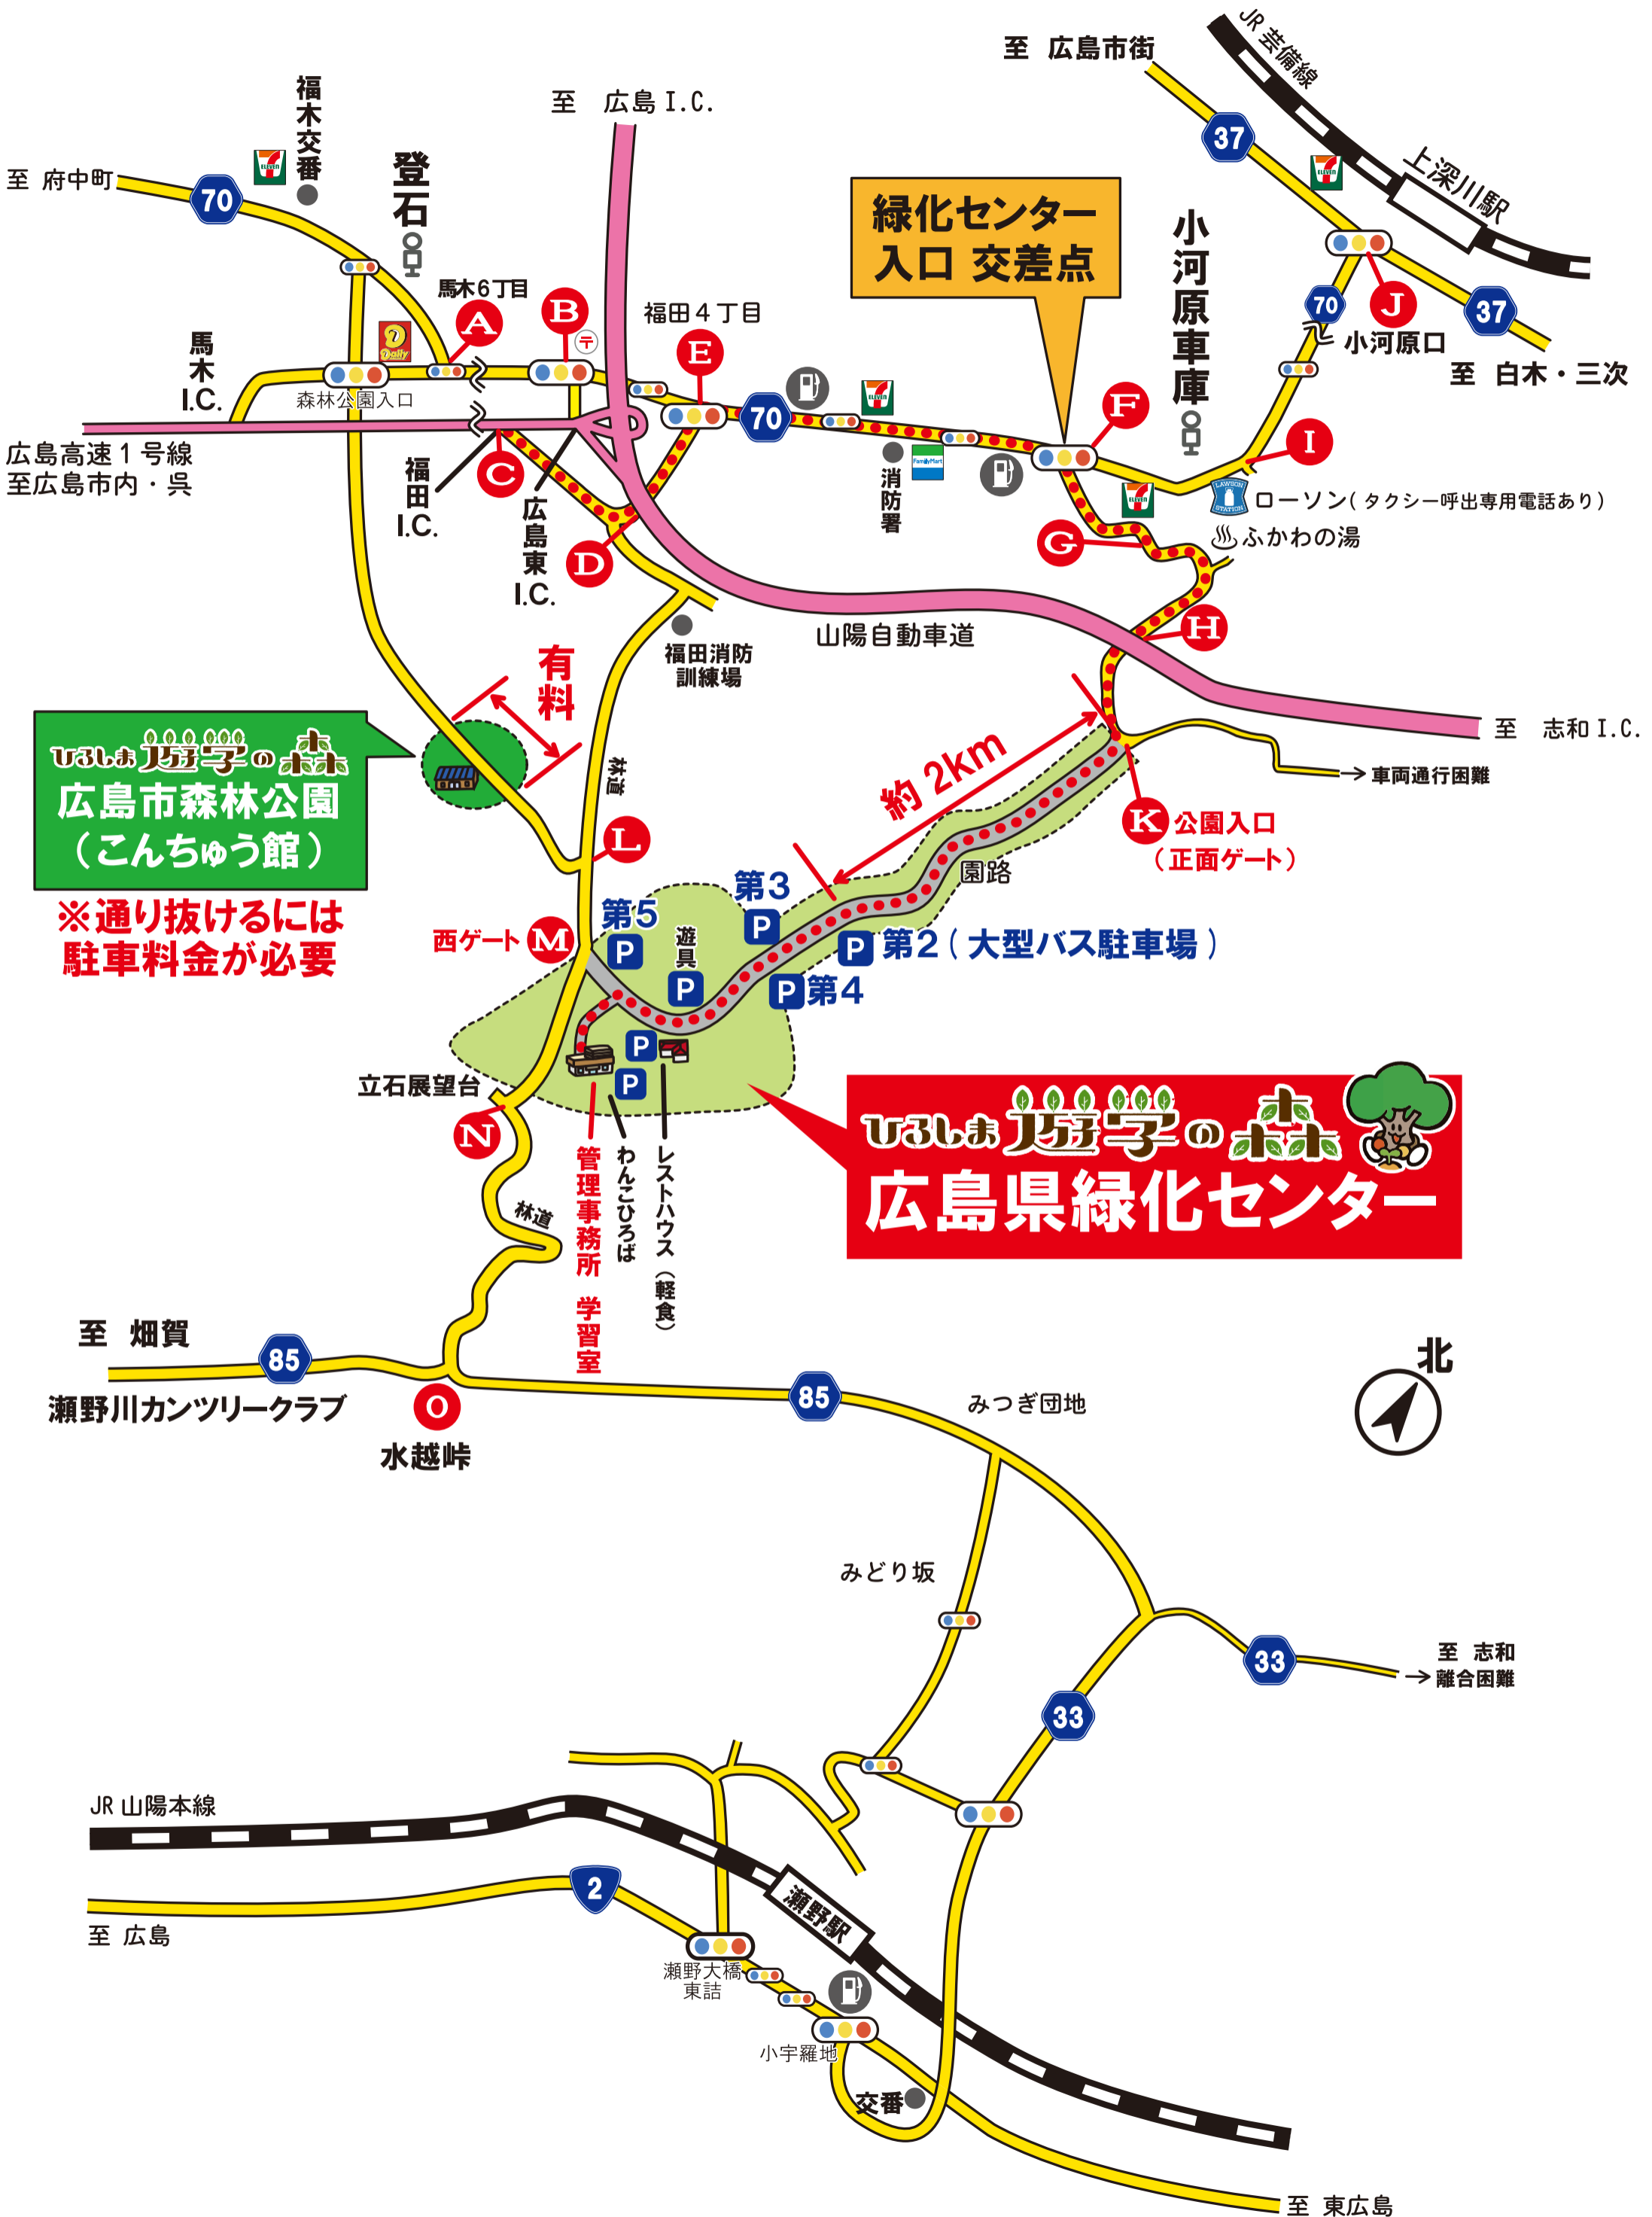 至 広島市街
JR 芸備線
37
上深川駅
福木交番
至 広島 I.C.
至 府中町
70
登石
緑化センター
入口 交差点
小河原車庫
馬木6丁目
A
B
〒
福田4丁目
E
70
J
37
小河原口
至 白木・三次
馬木
I.C.
Daily
森林公園入口
70
ELEVEN
F
I
広島高速1号線
至広島市内・呉
福田
I.C.
C
広島東
I.C.
D
消防署
FamilyMart
G
LAWSON
STATION
ローソン(タクシー呼出専用電話あり)
ふかわの湯
H
山陽自動車道
福田消防
訓練場
有料
至 志和 I.C.
車両通行困難
ひろしま遊学の森
広島市森林公園
(こんちゅう館)
※通り抜けるには
駐車料金が必要
林道
L
約 2km
K
公園入口
(正面ゲート)
園路
西ゲート
M
第5
P
遊具
P
第3
P
P
第2(大型バス駐車場)
P
第4
P
P
立石展望台
N
管理事務所 学習室
わんこひろば
レストハウス(軽食)
ひろしま遊学の森
広島県緑化センター
林道
至 畑賀
85
瀬野川カンツリークラブ
O
水越峠
85
みつぎ団地
北
みどり坂
33
至 志和
離合困難
33
JR 山陽本線
2
至 広島
瀬野駅
瀬野大橋
東詰
小宇羅地
交番
至 東広島